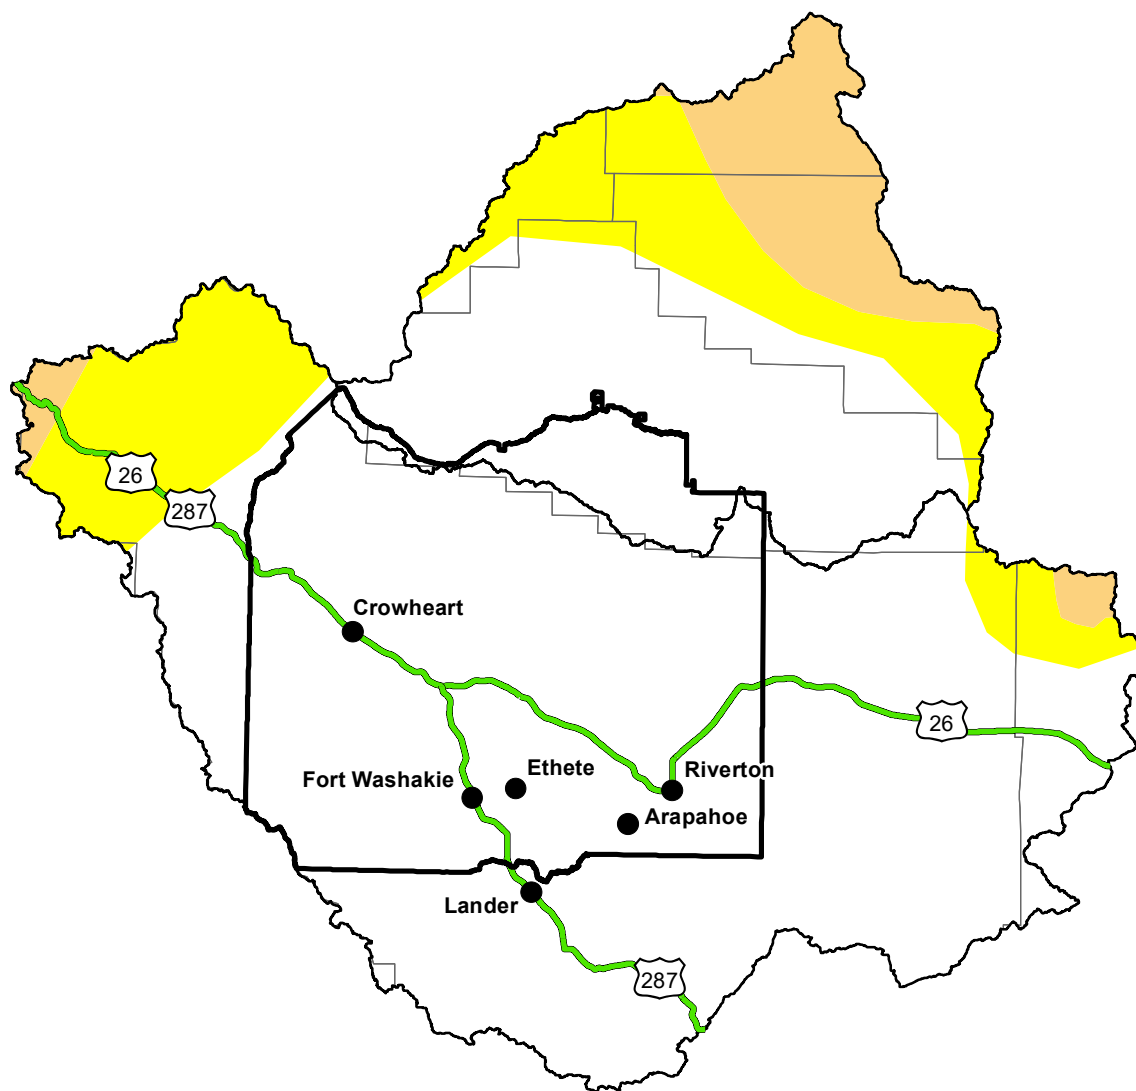 26
287
Crowheart
Ethete
Fort Washakie
Riverton
Arapahoe
26
Lander
287